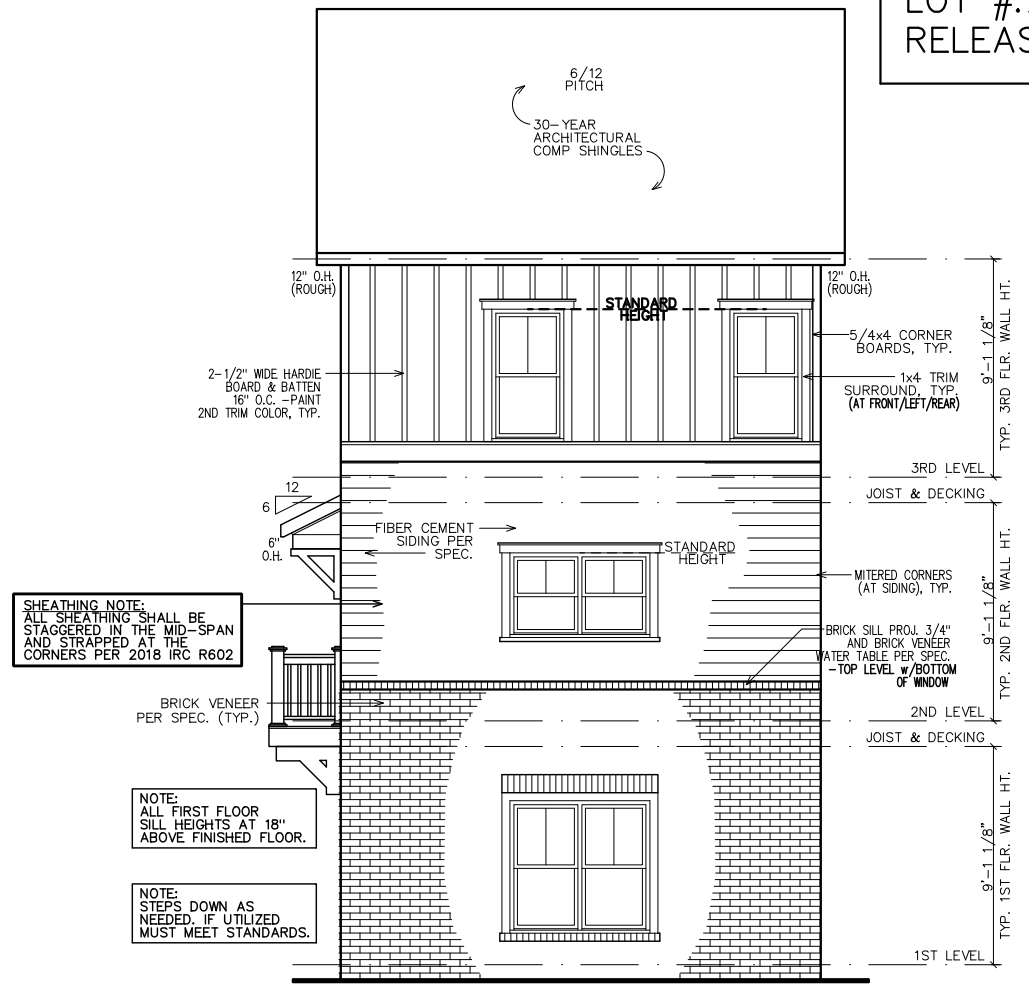 LOT #
RELEAS
6/12
PITCH
30-YEAR
ARCHITECTURAL
COMP SHINGLES
12" O.H.
(ROUGH)
12" O.H.
(ROUGH)
STANDARD
HEIGHT
5/4x4 CORNER
BOARDS, TYP.
2-1/2" WIDE HARDIE
BOARD & BATTEN
16" O.C. -PAINT
2ND TRIM COLOR, TYP.
1x4 TRIM
SURROUND, TYP.
(AT FRONT/LEFT/REAR)
9'-1 1/8"
TYP. 3RD FLR. WALL HT.
3RD LEVEL
JOIST & DECKING
12
6
6"
O.H.
FIBER CEMENT
SIDING PER
SPEC.
STANDARD
HEIGHT
MITERED CORNERS
(AT SIDING), TYP.
9'-1 1/8"
TYP. 2ND FLR. WALL HT.
SHEATHING NOTE:
ALL SHEATHING SHALL BE
STAGGERED IN THE MID-SPAN
AND STRAPPED AT THE
CORNERS PER 2018 IRC R602
BRICK SILL PROJ. 3/4"
AND BRICK VENEER
WATER TABLE PER SPEC.
-TOP LEVEL w/BOTTOM
OF WINDOW
BRICK VENEER
PER SPEC. (TYP.)
2ND LEVEL
JOIST & DECKING
NOTE:
ALL FIRST FLOOR
SILL HEIGHTS AT 18"
ABOVE FINISHED FLOOR.
9'-1 1/8"
TYP. 1ST FLR. WALL HT.
NOTE:
STEPS DOWN AS
NEEDED. IF UTILIZED
MUST MEET STANDARDS.
1ST LEVEL